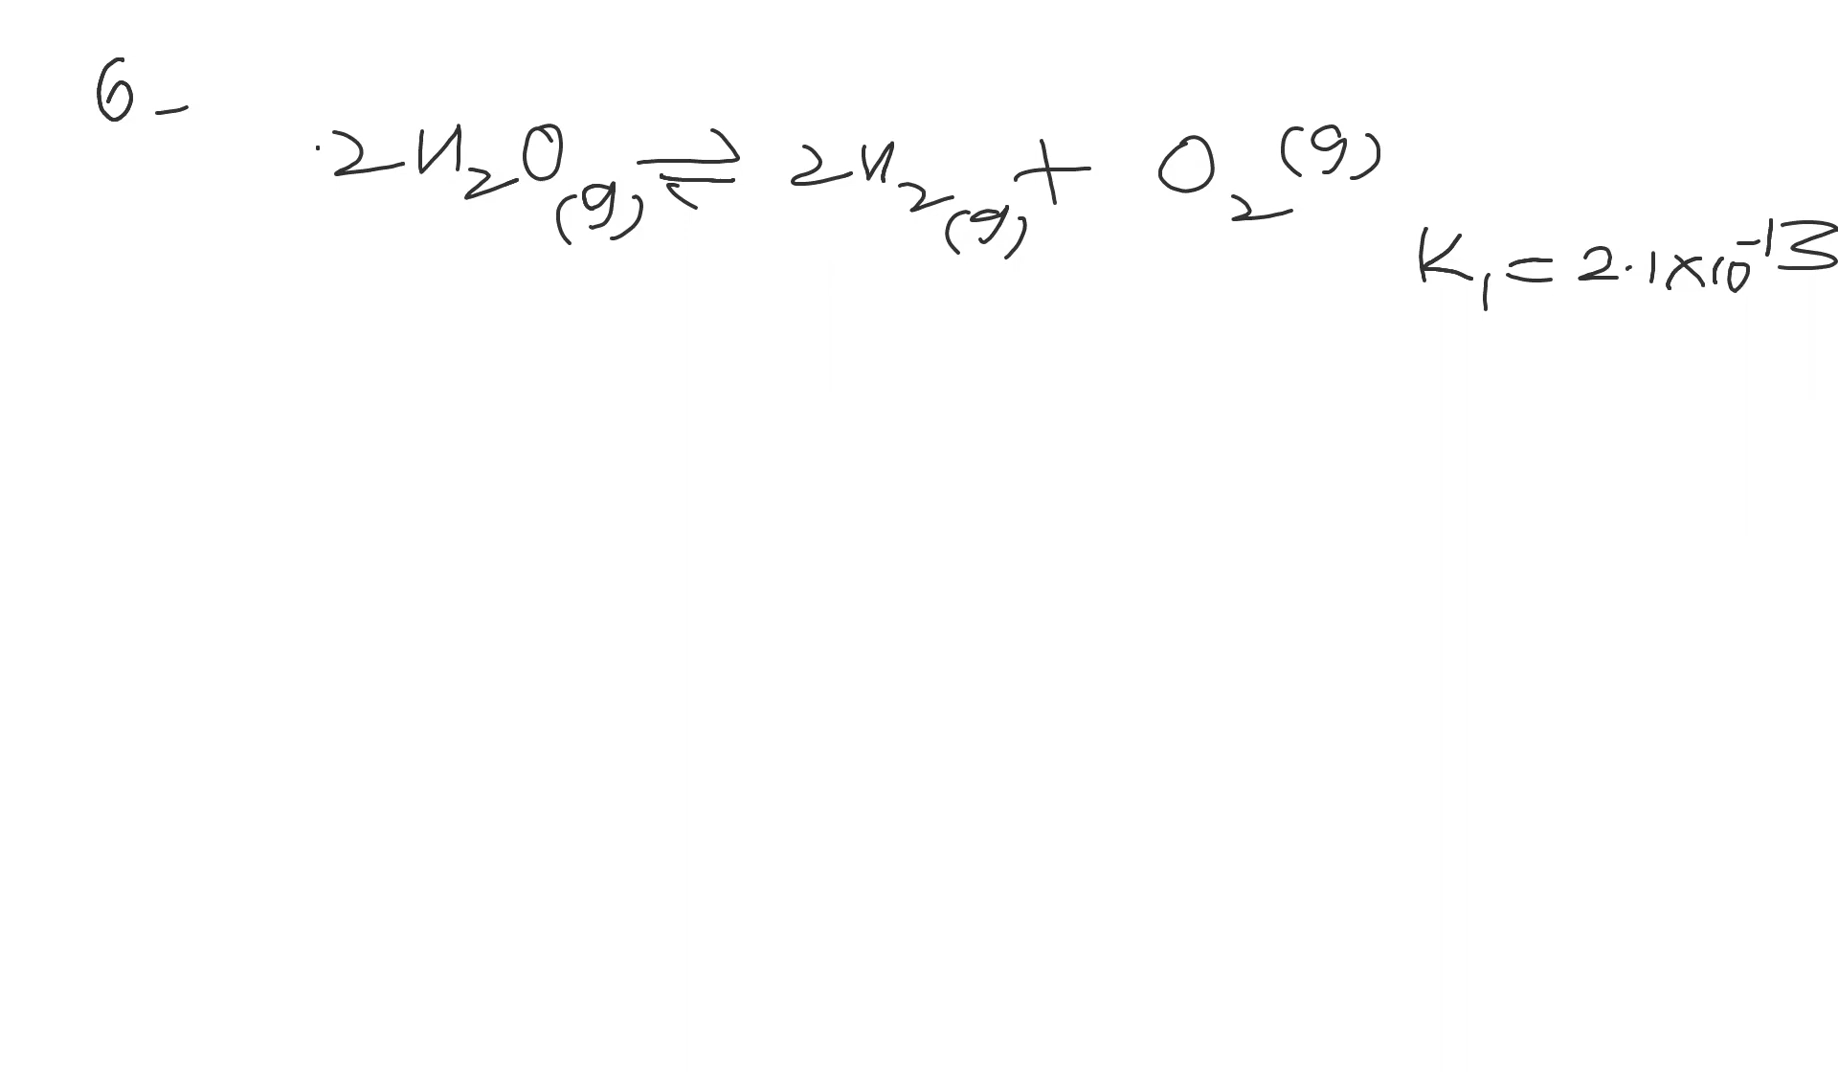 6 -
2H₂O(g) ⇌ 2H₂(g) + O₂(g)
K₁ = 2.1×10⁻¹³